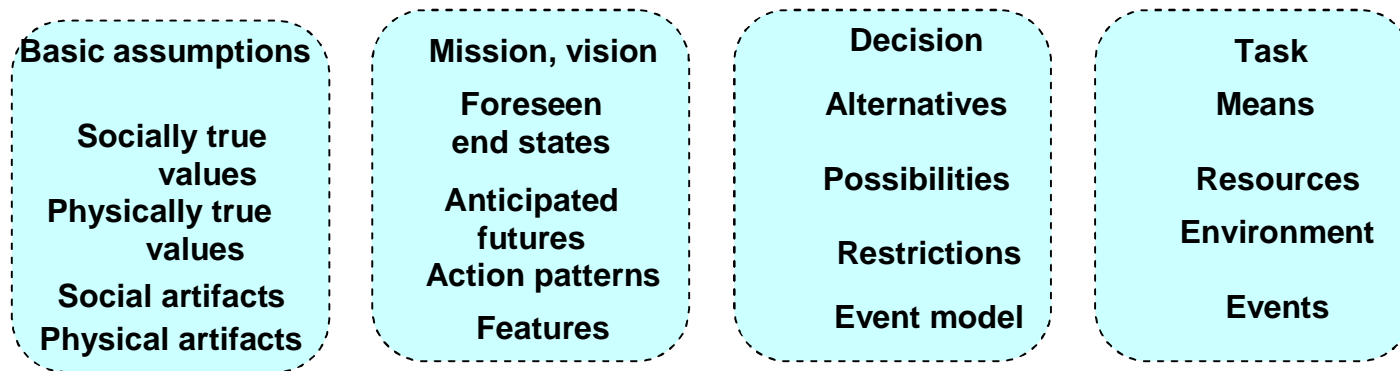 Basic assumptions
Socially true
values
Physically true
values
Social artifacts
Physical artifacts
Mission, vision
Foreseen
end states
Anticipated
futures
Action patterns
Features
Decision
Alternatives
Possibilities
Restrictions
Event model
Task
Means
Resources
Environment
Events